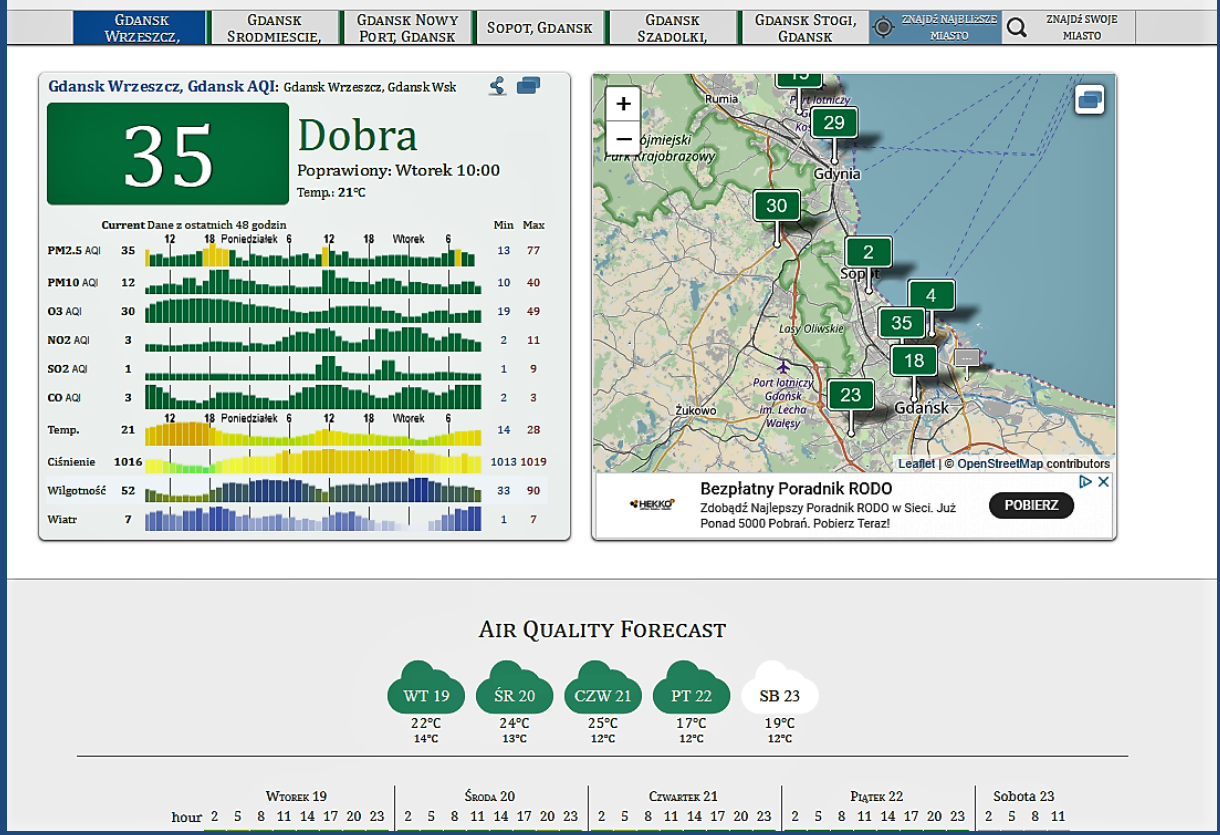 GDANSK WRZESZCZ,
GDANSK SRODMIESCIE,
GDANSK NOWY PORT, GDANSK
SOPOT, GDANSK
GDANSK SZADOLKI,
GDANSK STOGI, GDANSK
ZNAJDŹ NAJBLIŻSZE MIASTO
ZNAJDŹ SWOJE MIASTO
Gdansk Wrzeszcz, Gdansk AQI: Gdansk Wrzeszcz, Gdansk Wsk
35
Dobra
Poprawiony: Wtorek 10:00
Temp.: 21°C
Current Dane z ostatnich 48 godzin Min Max
12 18 Poniedziałek 6 12 18 Wtorek 6
PM2.5 AQI 35 13 77
PM10 AQI 12 10 40
O3 AQI 30 19 49
NO2 AQI 3 2 11
SO2 AQI 1 1 9
CO AQI 3 2 3
12 18 Poniedziałek 6 12 18 Wtorek 6
Temp. 21 14 28
Ciśnienie 1016 1013 1019
Wilgotność 52 33 90
Wiatr 7 1 7
+
−
Rumia
Port lotniczy
29
Park Krajobrazowy
Gdynia
30
2
Sopot
4
35
Lasy Oliwskie
18
---
Port lotniczy
Gdańsk
im. Lecha
Wałęsy
23
Żukowo
Gdańsk
Leaflet | © OpenStreetMap contributors
HEKKO
Bezpłatny Poradnik RODO
Zdobądź Najlepszy Poradnik RODO w Sieci. Już
Ponad 5000 Pobrań. Pobierz Teraz!
POBIERZ
AIR QUALITY FORECAST
WT 19 ŚR 20 CZW 21 PT 22 SB 23
22°C 24°C 25°C 17°C 19°C
14°C 13°C 12°C 12°C 12°C
WTOREK 19 ŚRODA 20 CZWARTEK 21 PIĄTEK 22 SOBOTA 23
hour 2 5 8 11 14 17 20 23 2 5 8 11 14 17 20 23 2 5 8 11 14 17 20 23 2 5 8 11 14 17 20 23 2 5 8 11